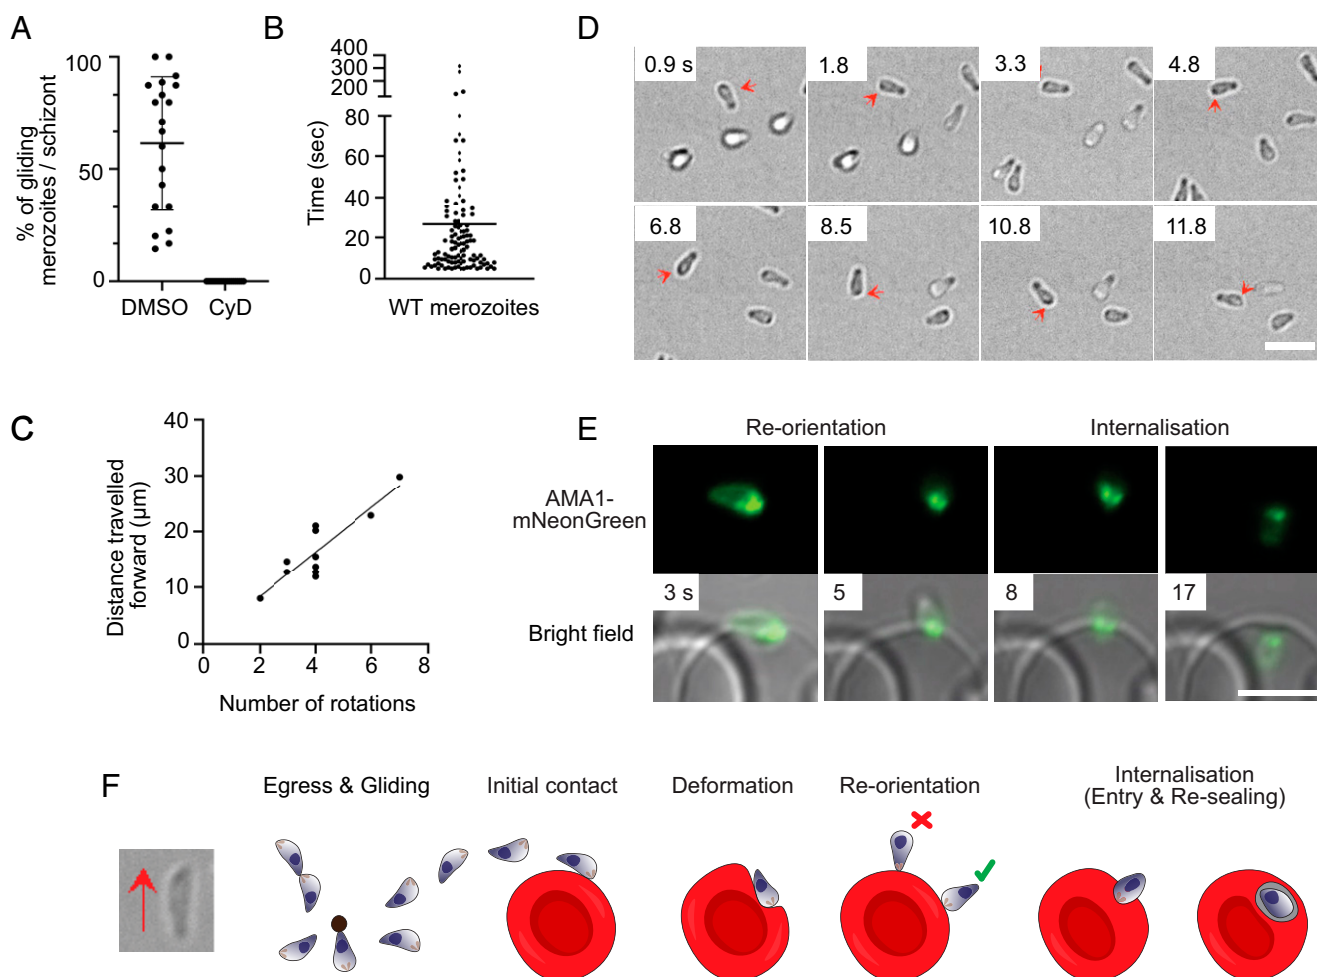 A
% of gliding
merozoites / schizont
100
50
0
DMSO
CyD
B
Time (sec)
400
300
200
80
60
40
20
0
WT merozoites
D
0.9 s
1.8
3.3
4.8
6.8
8.5
10.8
11.8
C
Distance travelled
forward (μm)
40
30
20
10
0
0
2
4
6
8
Number of rotations
E
Re-orientation
Internalisation
AMA1-
mNeonGreen
3 s
5
8
17
Bright field
F
Egress & Gliding
Initial contact
Deformation
Re-orientation
Internalisation
(Entry & Re-sealing)